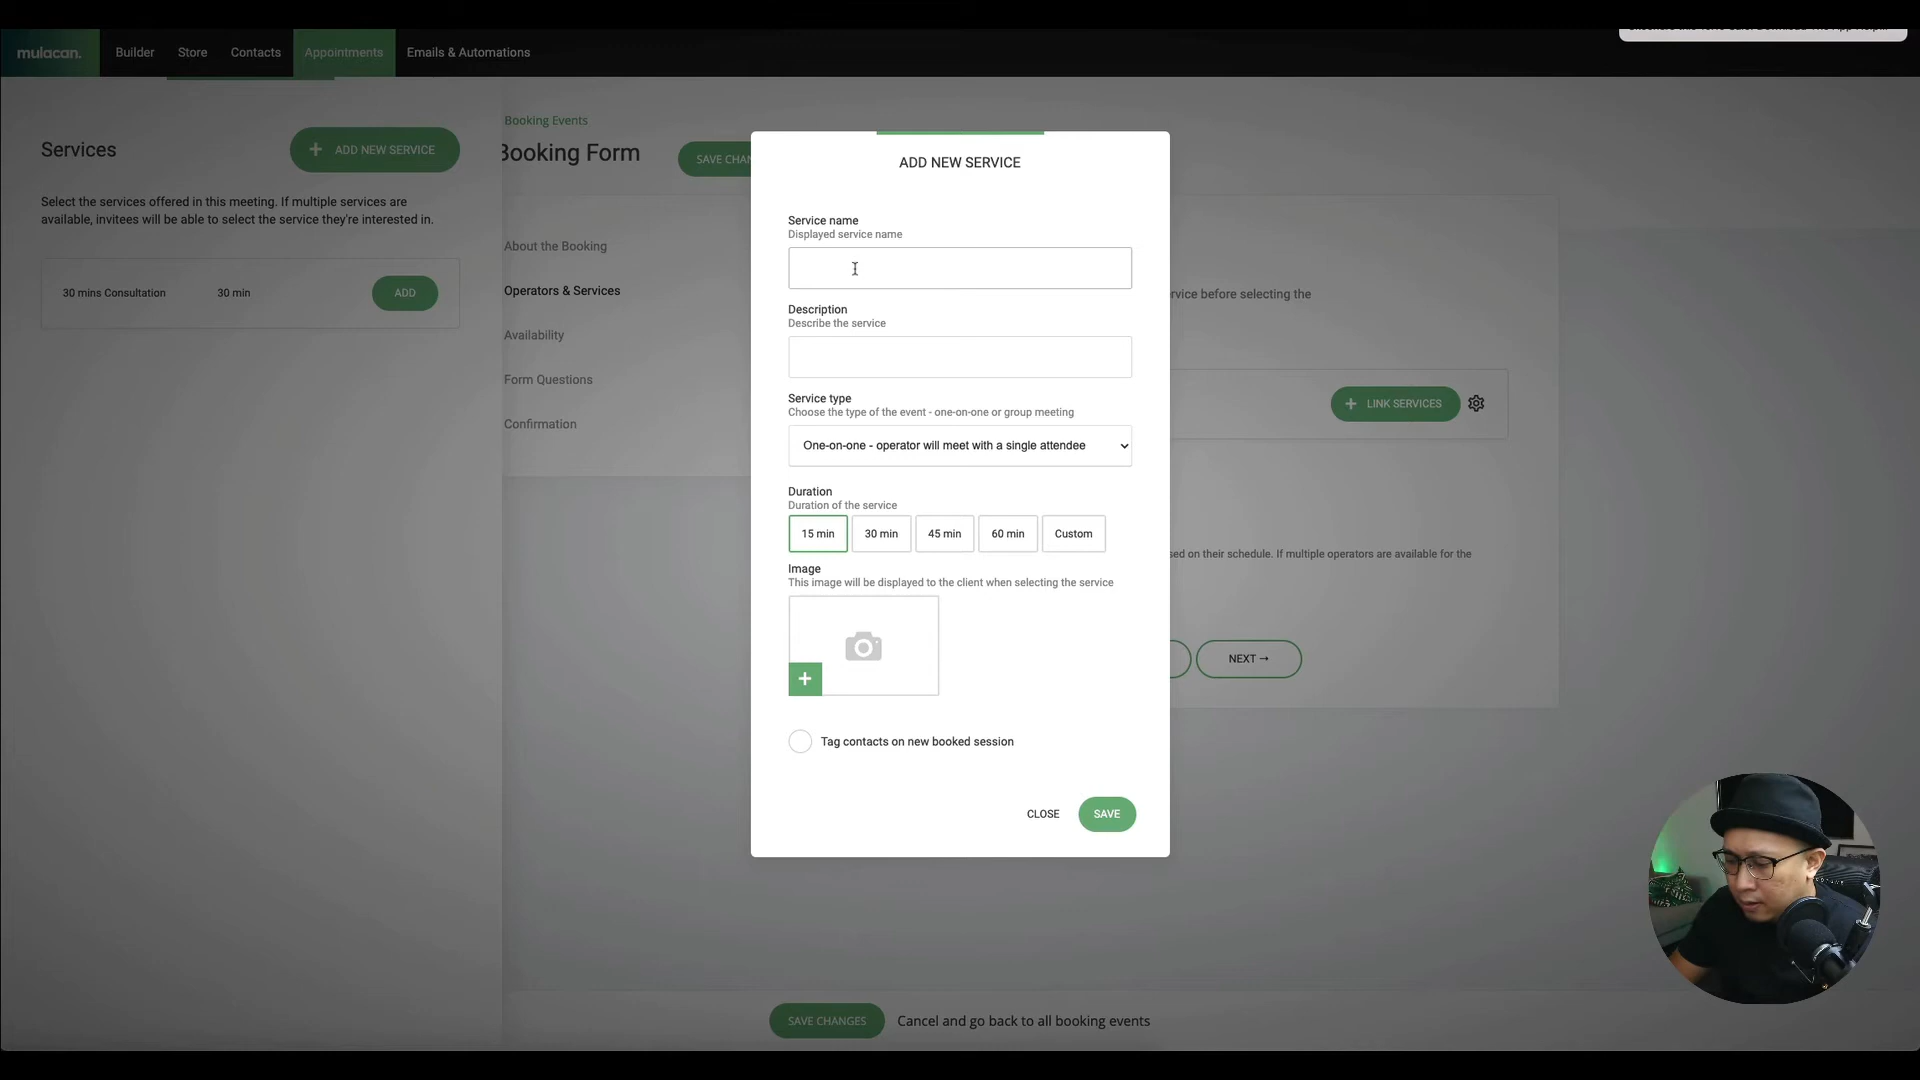 mulacan.
Builder
Store
Contacts
Appointments
Emails & Automations
Services
ADD NEW SERVICE
Select the services offered in this meeting. If multiple services are
available, invitees will be able to select the service they're interested in.
30 mins Consultation
30 min
ADD
Booking Events
Booking Form
SAVE CHAN
About the Booking
Operators & Services
Availability
Form Questions
Confirmation
ADD NEW SERVICE
Service name
Displayed service name
Description
Describe the service
Service type
Choose the type of the event - one-on-one or group meeting
One-on-one - operator will meet with a single attendee
Duration
Duration of the service
15 min
30 min
45 min
60 min
Custom
Image
This image will be displayed to the client when selecting the service
Tag contacts on new booked session
CLOSE
SAVE
before selecting the
LINK SERVICES
on their schedule. If multiple operators are available for the
NEXT→
SAVE CHANGES
Cancel and go back to all booking events